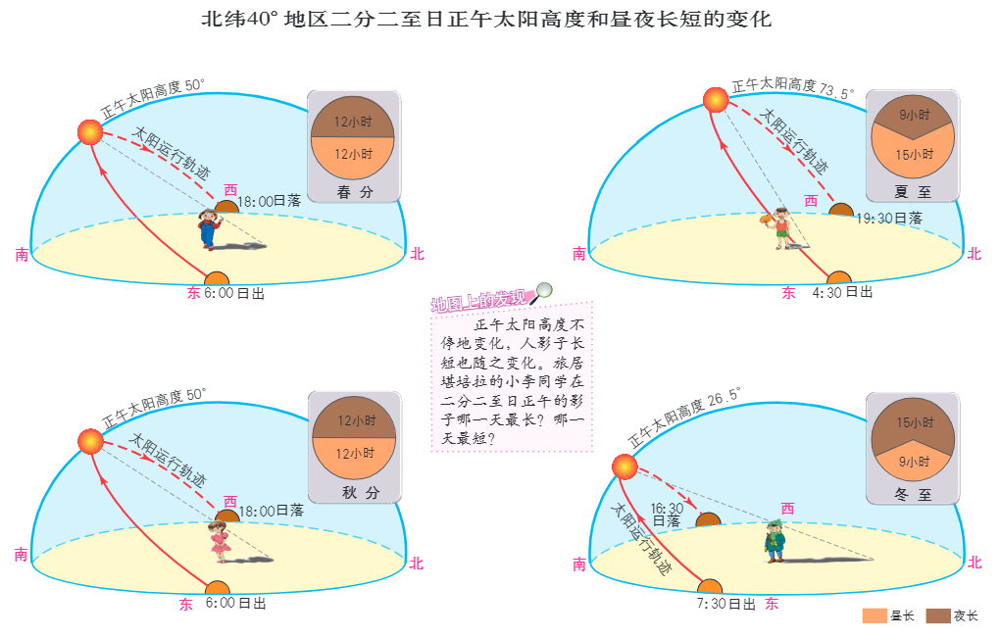 北纬40°地区二分二至日正午太阳高度和昼夜长短的变化
正午太阳高度 50°
太阳运行轨迹
12小时
12小时
春 分
西
18:00日落
南
北
东 6:00日出
正午太阳高度 73.5°
太阳运行轨迹
9小时
15小时
夏 至
西
19:30日落
南
北
东
4:30日出
地图上的发现
正午太阳高度不
停地变化，人影子长
短也随之变化。旅居
堪培拉的小李同学在
二分二至日正午的影
子哪一天最长？哪一
天最短？
正午太阳高度 50°
太阳运行轨迹
12小时
12小时
秋 分
西
18:00日落
南
北
东
6:00日出
正午太阳高度 26.5°
太阳运行轨迹
15小时
9小时
冬 至
16:30
日落
西
南
北
7:30日出
东
昼长
夜长